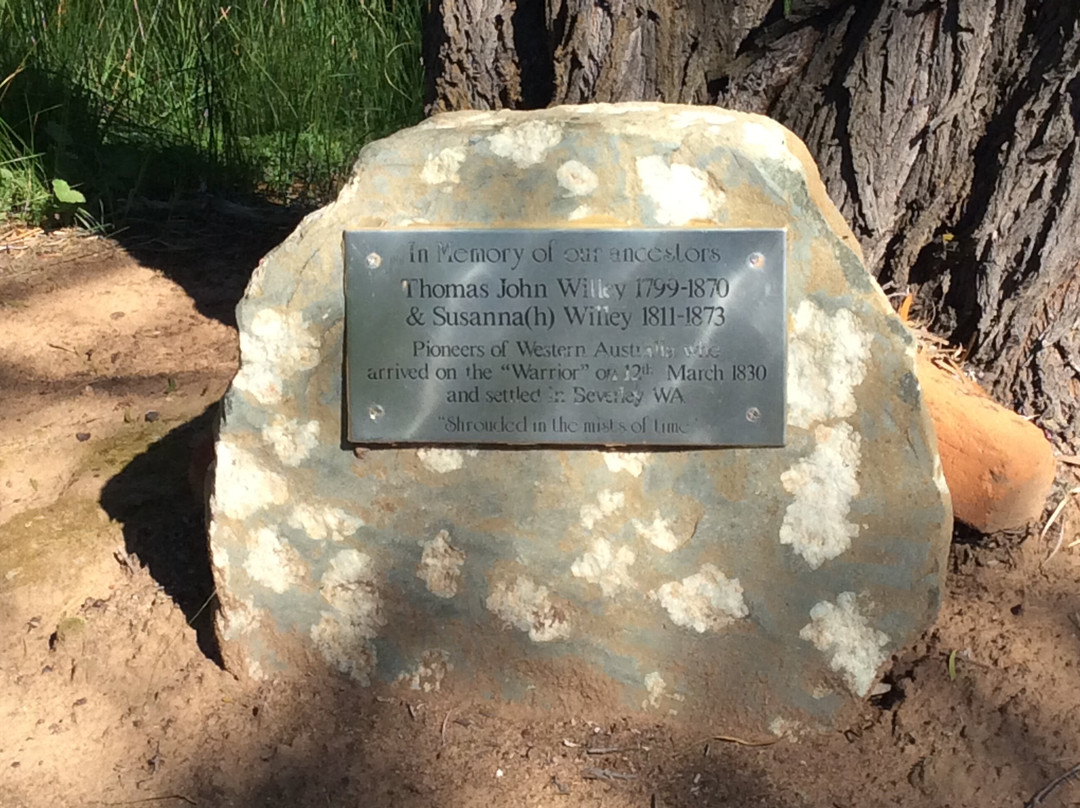 In Memory of our ancestors
Thomas John Willey 1799-1870
& Susanna(h) Willey 1811-1873
Pioneers of Western Australia who
arrived on the "Warrior" on 12th March 1830
and settled in Beverley WA
"Shrouded in the mists of time"